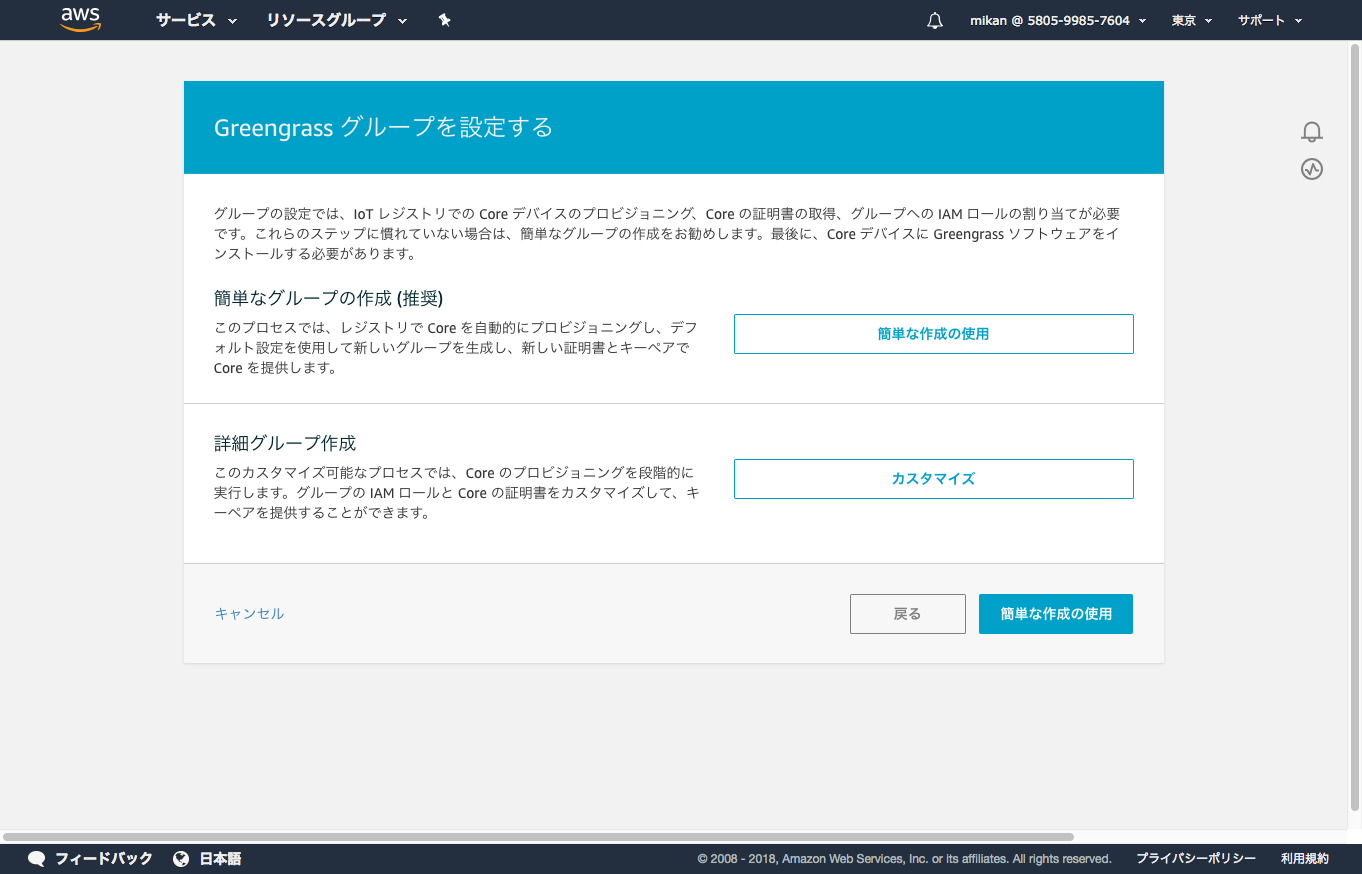 aws サービス リソースグループ mikan @ 5805-9985-7604 東京 サポート
Greengrass グループを設定する
グループの設定では、IoT レジストリでの Core デバイスのプロビジョニング、Core の証明書の取得、グループへの IAM ロールの割り当てが必要
です。これらのステップに慣れていない場合は、簡単なグループの作成をお勧めします。最後に、Core デバイスに Greengrass ソフトウェアをイ
ンストールする必要があります。
簡単なグループの作成 (推奨)
このプロセスでは、レジストリで Core を自動的にプロビジョニングし、デフ
ォルト設定を使用して新しいグループを生成し、新しい証明書とキーペアで
Core を提供します。
簡単な作成の使用
詳細グループ作成
このカスタマイズ可能なプロセスでは、Core のプロビジョニングを段階的に
実行します。グループの IAM ロールと Core の証明書をカスタマイズして、キ
ーペアを提供することができます。
カスタマイズ
キャンセル 戻る 簡単な作成の使用
フィードバック 日本語 © 2008 - 2018, Amazon Web Services, Inc. or its affiliates. All rights reserved. プライバシーポリシー 利用規約